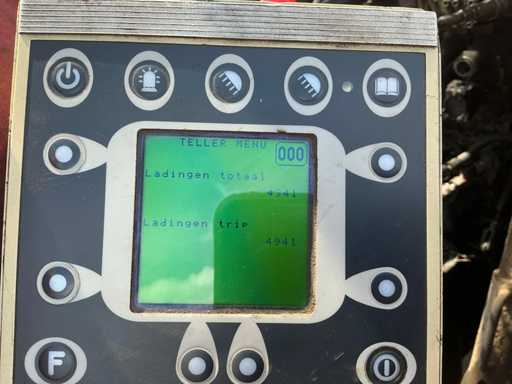 TELLER MENU
000
Ladingen totaal
4941
Ladingen trip
4941
F